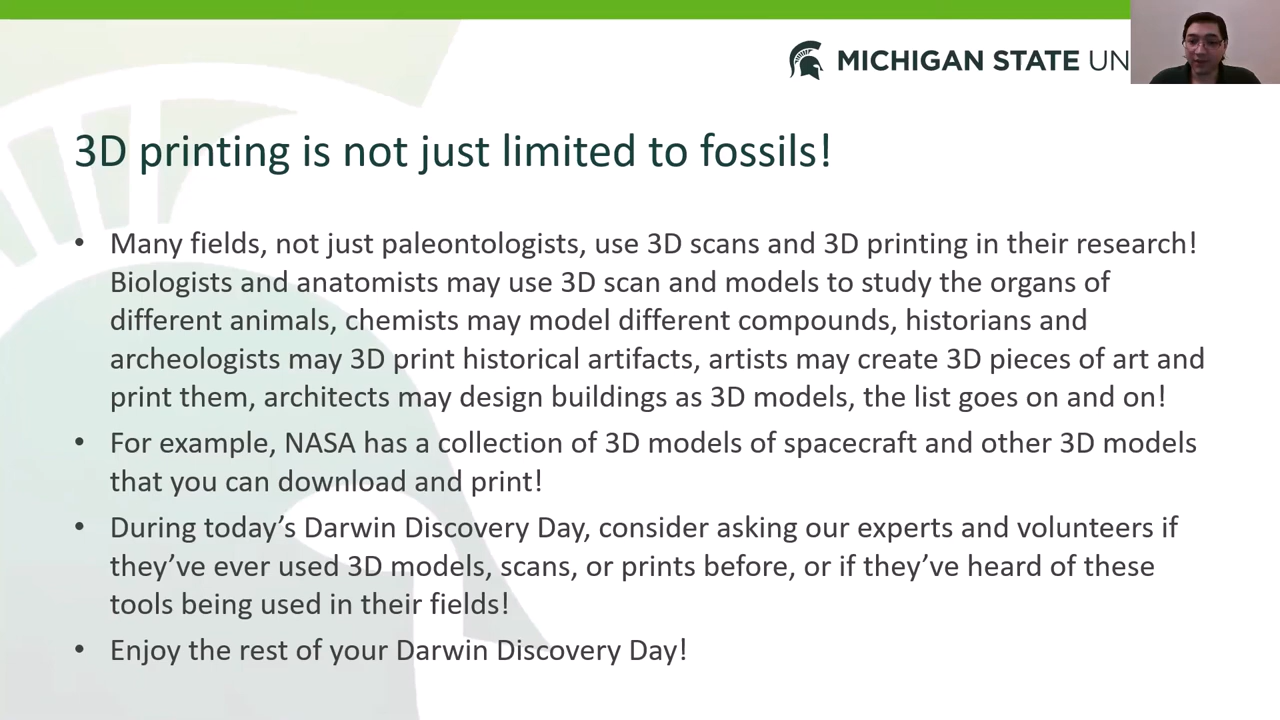 MICHIGAN STATE UN
3D printing is not just limited to fossils!
• Many fields, not just paleontologists, use 3D scans and 3D printing in their research!
Biologists and anatomists may use 3D scan and models to study the organs of
different animals, chemists may model different compounds, historians and
archeologists may 3D print historical artifacts, artists may create 3D pieces of art and
print them, architects may design buildings as 3D models, the list goes on and on!
• For example, NASA has a collection of 3D models of spacecraft and other 3D models
that you can download and print!
• During today’s Darwin Discovery Day, consider asking our experts and volunteers if
they’ve ever used 3D models, scans, or prints before, or if they’ve heard of these
tools being used in their fields!
• Enjoy the rest of your Darwin Discovery Day!